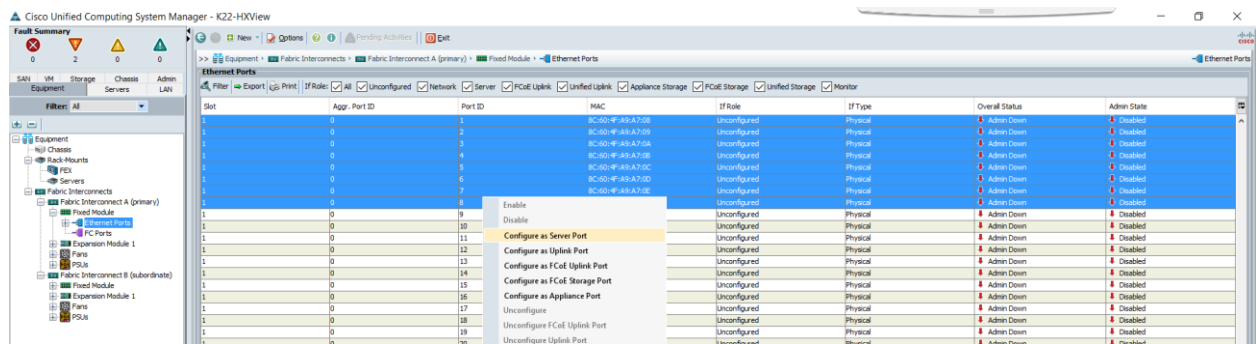 Cisco Unified Computing System Manager - K22-HXView
Fault Summary
0 2 0 0
SAN VM Storage Chassis Admin
Equipment Servers LAN
Filter: All
Equipment
Chassis
Rack-Mounts
FEX
Servers
Fabric Interconnects
Fabric Interconnect A (primary)
Fixed Module
Ethernet Ports
FC Ports
Expansion Module 1
Fans
PSUs
Fabric Interconnect B (subordinate)
Fixed Module
Expansion Module 1
Fans
PSUs
New Options Pending Activities Exit
CISCO
>> Equipment Fabric Interconnects Fabric Interconnect A (primary) Fixed Module Ethernet Ports
Ethernet Ports
Ethernet Ports
Filter Export Print If Role: All Unconfigured Network Server FCoE Uplink Unified Uplink Appliance Storage FCoE Storage Unified Storage Monitor
Slot Aggr. Port ID Port ID MAC If Role If Type Overall Status Admin State
1 0 1 8C:60:4F:A9:A7:08 Unconfigured Physical Admin Down Disabled
1 0 2 8C:60:4F:A9:A7:09 Unconfigured Physical Admin Down Disabled
1 0 3 8C:60:4F:A9:A7:0A Unconfigured Physical Admin Down Disabled
1 0 4 8C:60:4F:A9:A7:0B Unconfigured Physical Admin Down Disabled
1 0 5 8C:60:4F:A9:A7:0C Unconfigured Physical Admin Down Disabled
1 0 6 8C:60:4F:A9:A7:0D Unconfigured Physical Admin Down Disabled
1 0 7 8C:60:4F:A9:A7:0E Unconfigured Physical Admin Down Disabled
1 0 8 Unconfigured Physical Admin Down Disabled
1 0 9 Unconfigured Physical Admin Down Disabled
1 0 10 Unconfigured Physical Admin Down Disabled
1 0 11 Unconfigured Physical Admin Down Disabled
1 0 12 Unconfigured Physical Admin Down Disabled
1 0 13 Unconfigured Physical Admin Down Disabled
1 0 14 Unconfigured Physical Admin Down Disabled
1 0 15 Unconfigured Physical Admin Down Disabled
1 0 16 Unconfigured Physical Admin Down Disabled
1 0 17 Unconfigured Physical Admin Down Disabled
1 0 18 Unconfigured Physical Admin Down Disabled
1 0 19 Unconfigured Physical Admin Down Disabled
1 0 20 Unconfigured Physical Admin Down Disabled
Enable
Disable
Configure as Server Port
Configure as Uplink Port
Configure as FCoE Uplink Port
Configure as FCoE Storage Port
Configure as Appliance Port
Unconfigure
Unconfigure FCoE Uplink Port
Unconfigure Uplink Port